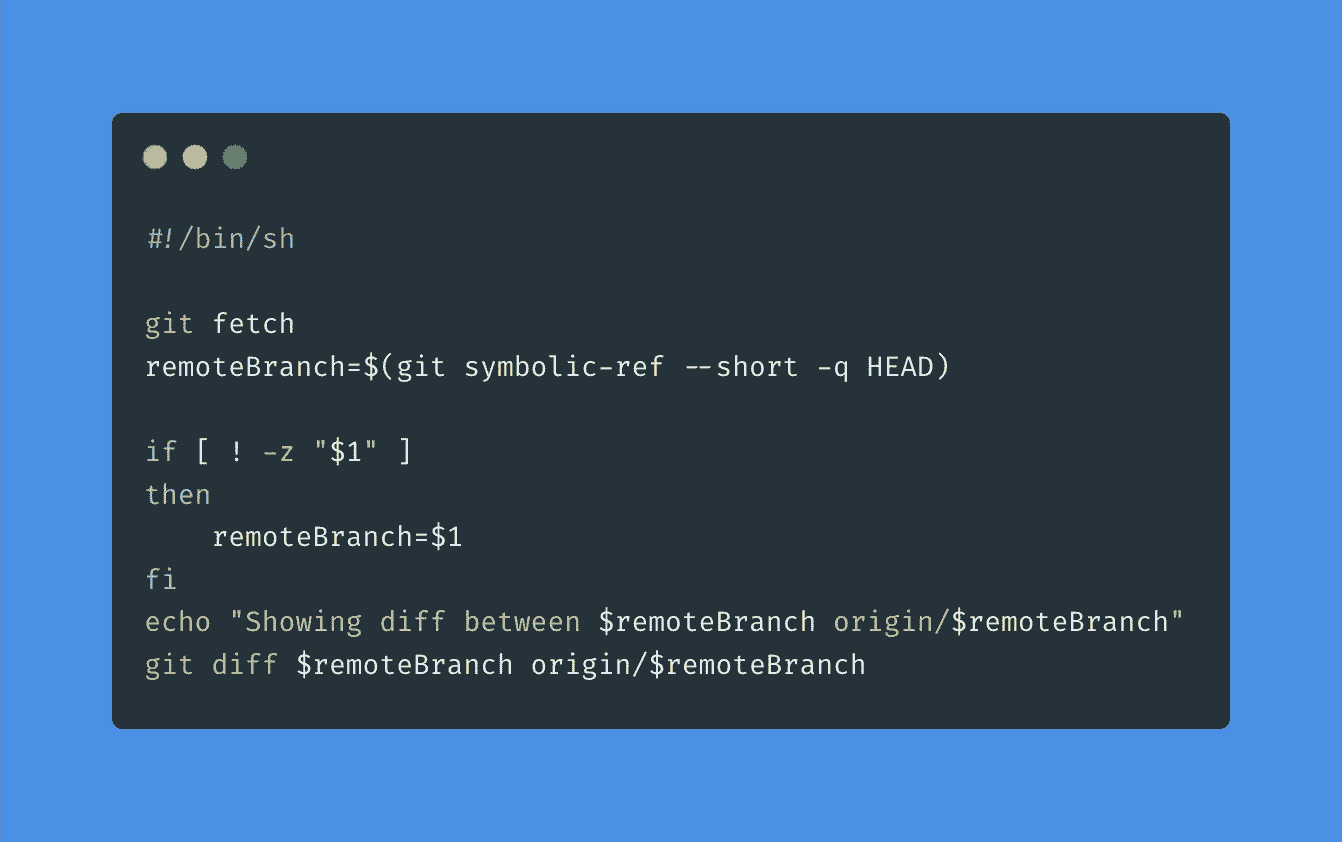 #!/bin/sh

git fetch
remoteBranch=$(git symbolic-ref --short -q HEAD)

if [ ! -z "$1" ]
then
    remoteBranch=$1
fi
echo "Showing diff between $remoteBranch origin/$remoteBranch"
git diff $remoteBranch origin/$remoteBranch